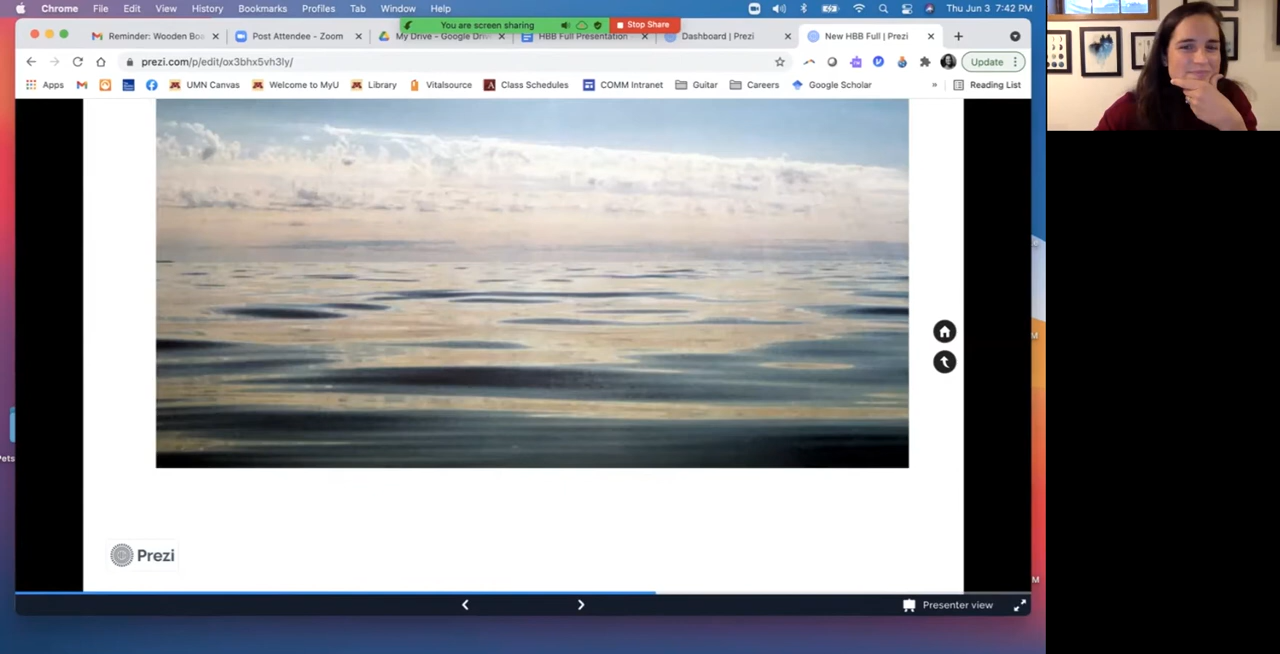 Chrome File Edit View History Bookmarks Profiles Tab Window Help Thu Jun 3 7:42 PM
You are screen sharing Stop Share
Reminder: Wooden Boa Post Attendee - Zoom My Drive - Google Driv HBB Full Presentation - Dashboard | Prezi New HBB Full | Prezi
prezi.com/p/edit/ox3bhx5vh3ly/ Update
Apps UMN Canvas Welcome to MyU Library Vitalsource Class Schedules COMM Intranet Guitar Careers Google Scholar » Reading List
Pets
Prezi
Presenter view